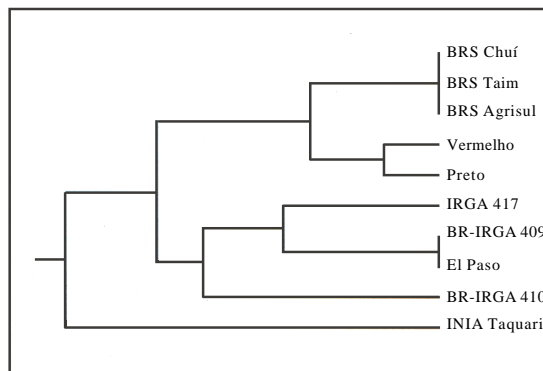 BRS Chuí
BRS Taim
BRS Agrisul
Vermelho
Preto
IRGA 417
BR-IRGA 409
El Paso
BR-IRGA 410
INIA Taquari